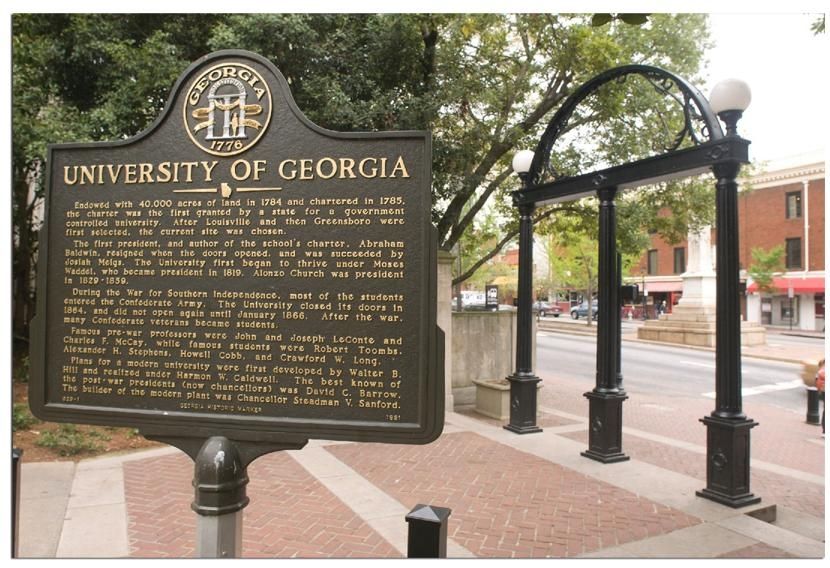 GEORGIA
1776
UNIVERSITY OF GEORGIA
Endowed with 40,000 acres of land in 1784 and chartered in 1785,
the charter was the first granted by a state for a government
controlled university. After Louisville and then Greensboro were
first selected, the current site was chosen.
The first president, and author of the school's charter, Abraham
Baldwin, resigned when the doors opened, and was succeeded by
Josiah Meigs. The University first began to thrive under Moses
Waddel, who became president in 1819. Alonzo Church was president
in 1829-1859.
During the War for Southern Independence, most of the students
entered the Confederate Army. The University closed its doors in
1864, and did not open again until January 1866. After the war,
many Confederate veterans became students.
Famous pre-war professors were John and Joseph LeConte and
Charles F. McCay, while famous students were Robert Toombs,
Alexander H. Stephens, Howell Cobb, and Crawford W. Long.
Plans for a modern university were first developed by Walter B.
Hill and realized under Harmon W. Caldwell. The best known of
the post-war presidents (now chancellors) was David C. Barrow.
The builder of the modern plant was Chancellor Steadman V. Sanford.
029-1 GEORGIA HISTORIC MARKER 1981